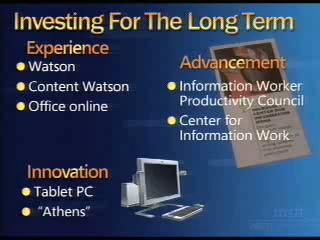 Investing For The Long Term
Experience
Watson
Content Watson
Office online
Advancement
Information Worker
Productivity Council
Center for
Information Work
Innovation
Tablet PC
"Athens"